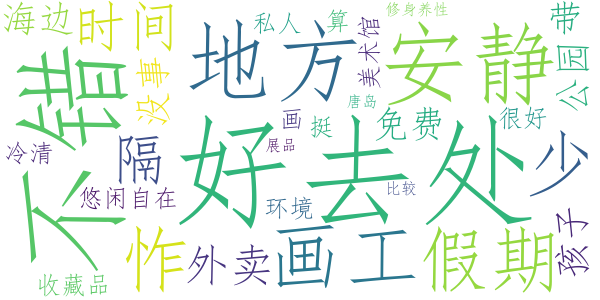 海边
时间
地方
私人
算
修身养性
美术馆
安静
带
公园
不错
没事
唐岛
画
挺
免费
很好
展品
冷清
隔
好去处
少
悠闲自在
环境
比较
孩子
收藏品
怍
外卖
画工
假期